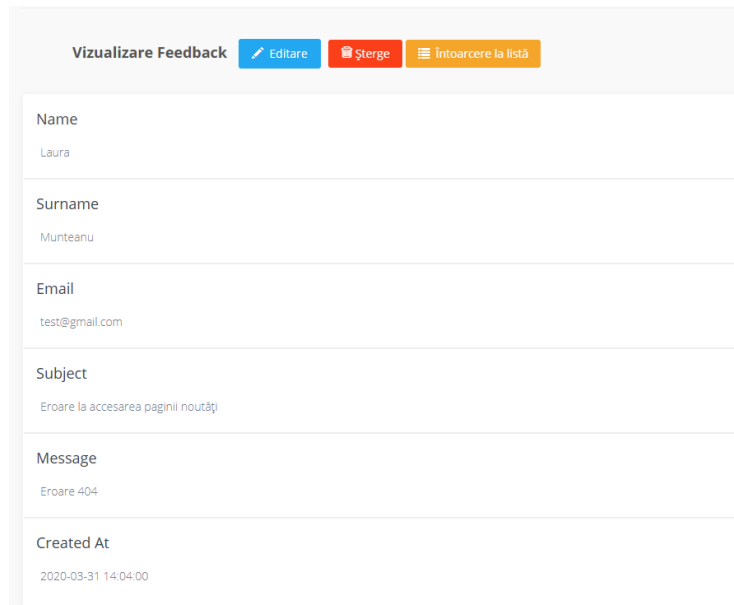 Vizualizare Feedback Editare Șterge Întoarcere la listă
Name
Laura
Surname
Munteanu
Email
test@gmail.com
Subject
Eroare la accesarea paginii noutăți
Message
Eroare 404
Created At
2020-03-31 14:04:00